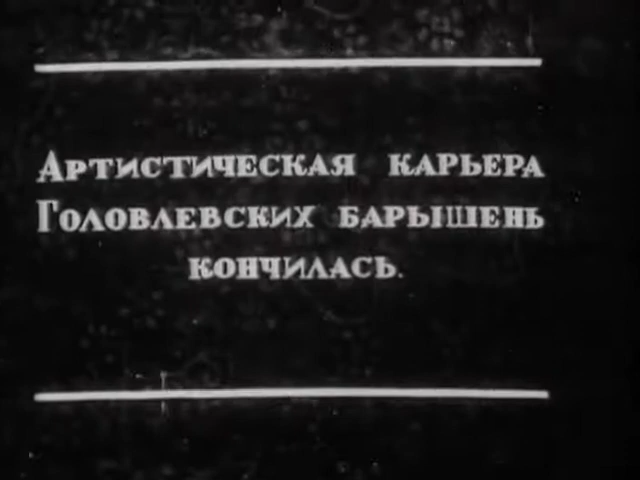 Артистическая карьера
Головлевских барышень
кончилась.